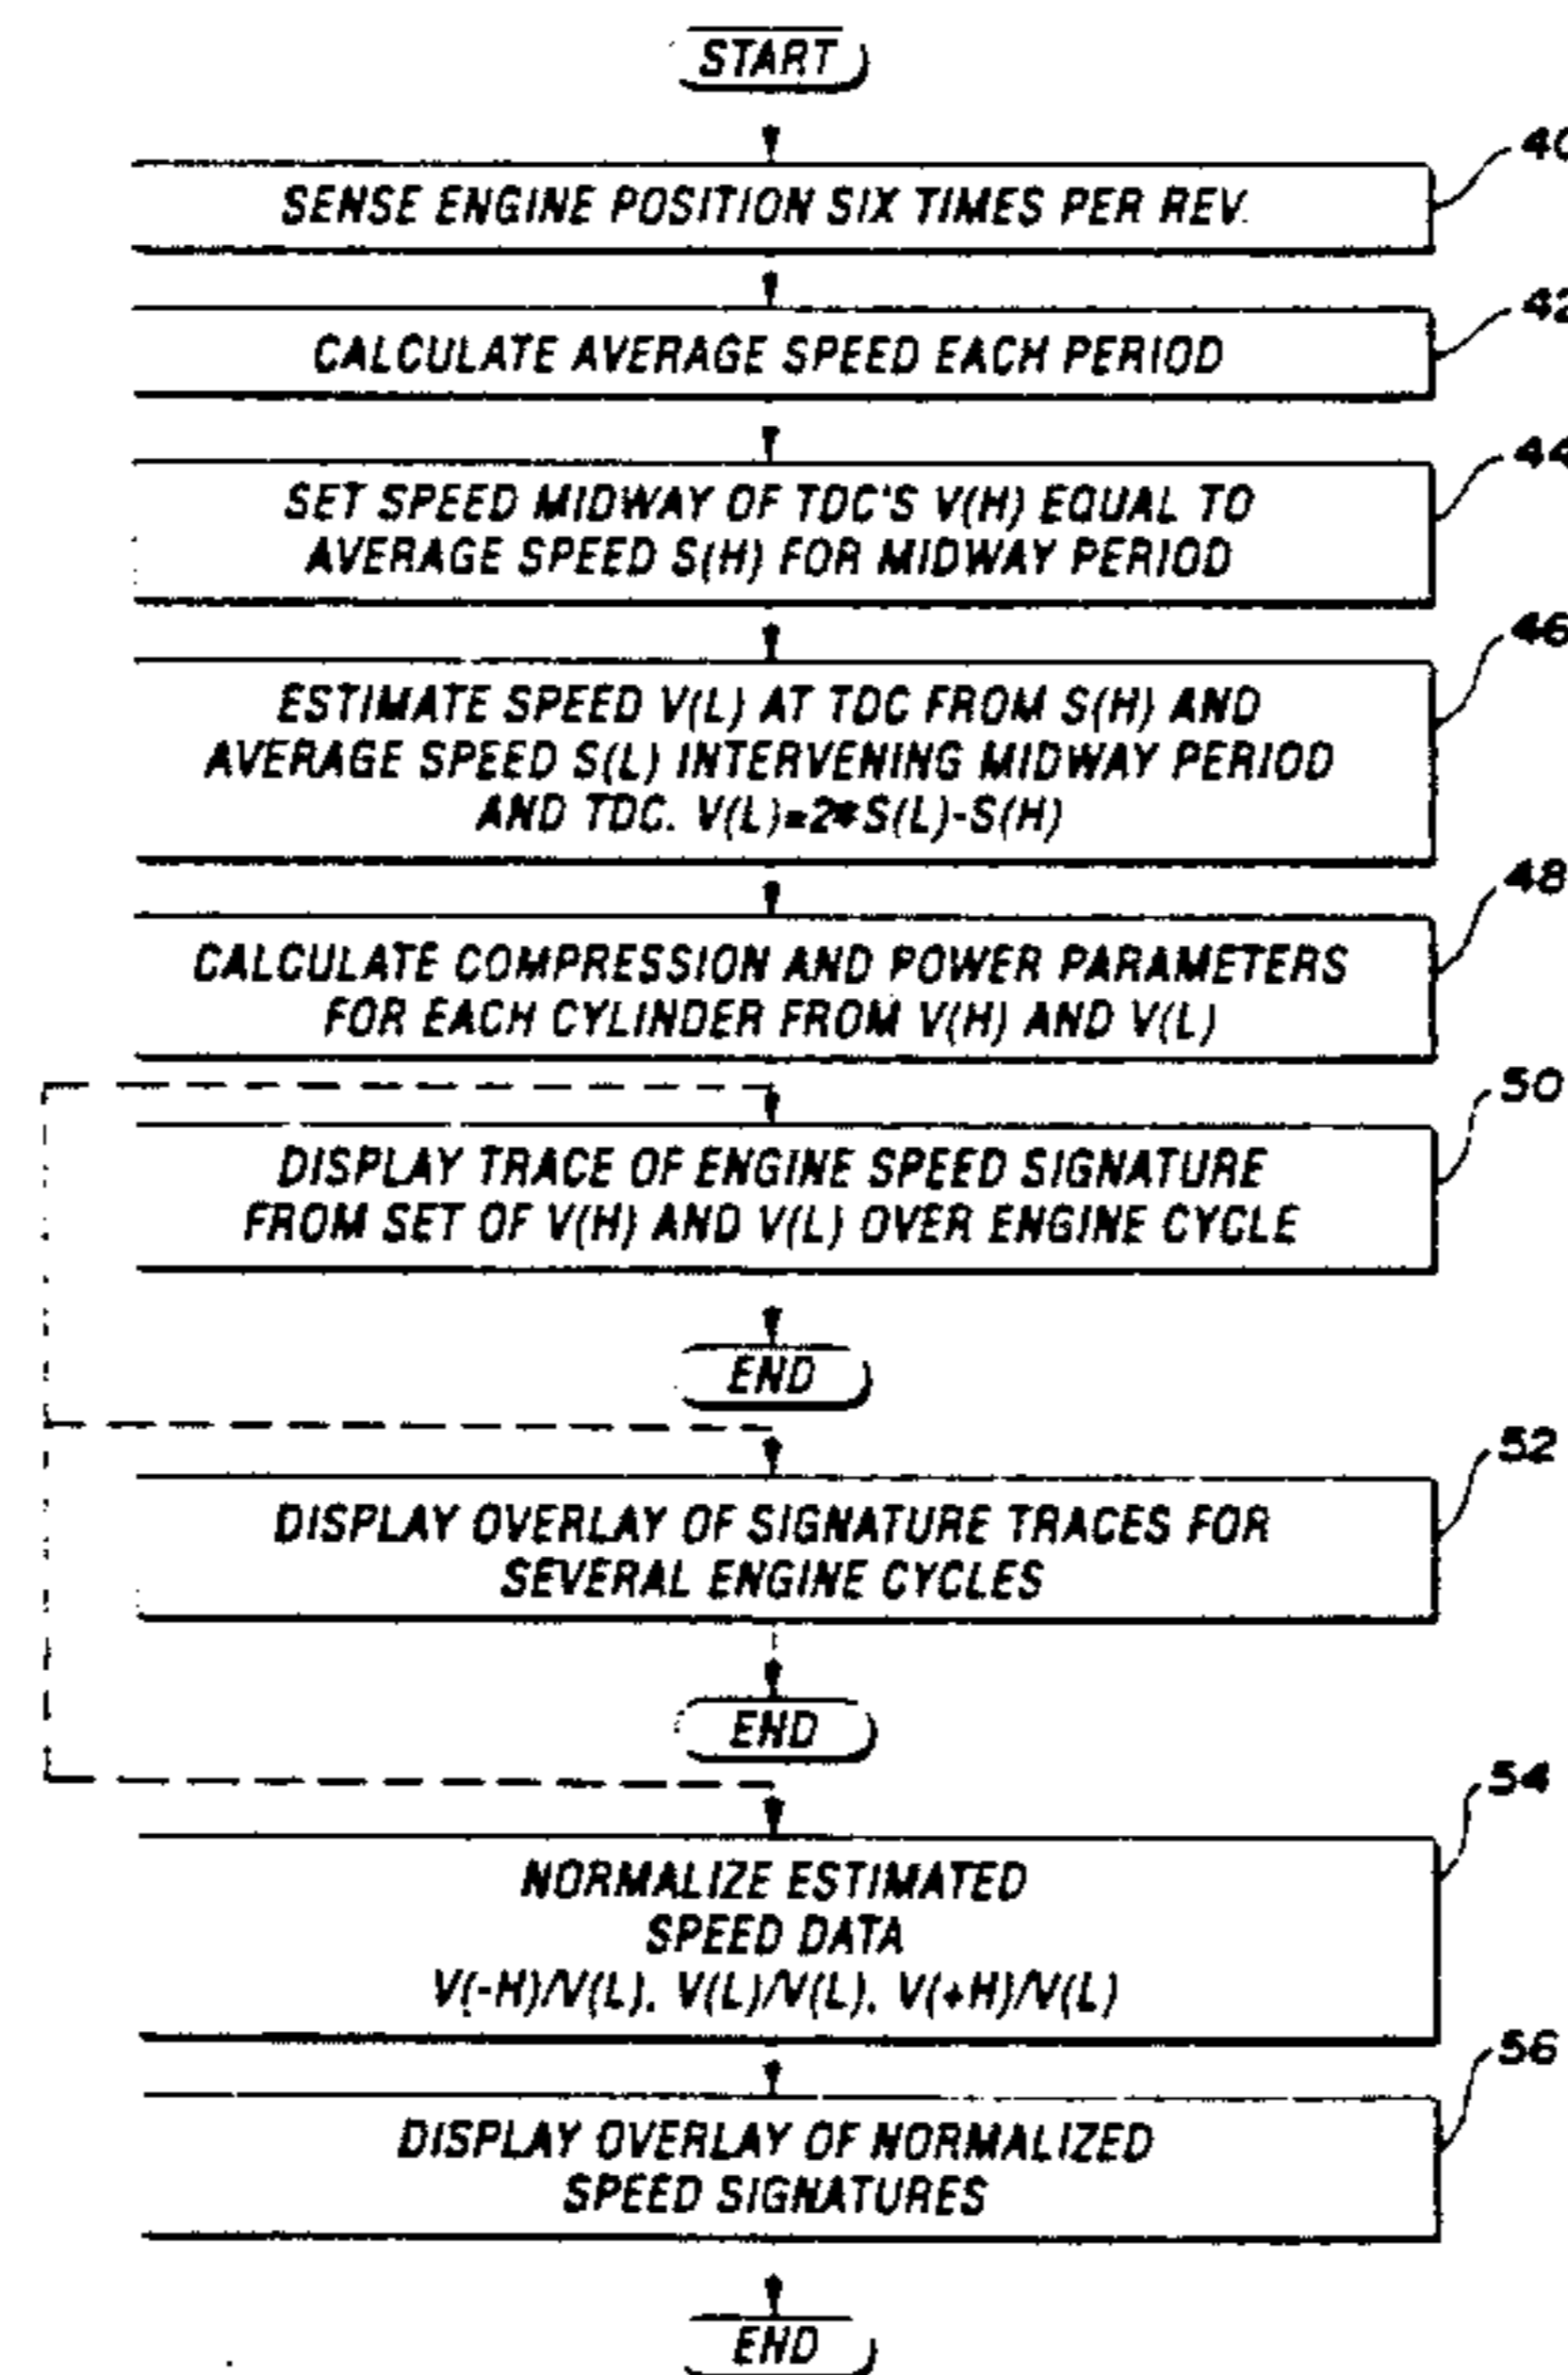 START
40
SENSE ENGINE POSITION SIX TIMES PER REV.
42
CALCULATE AVERAGE SPEED EACH PERIOD
44
SET SPEED MIDWAY OF TDC'S V(H) EQUAL TO
AVERAGE SPEED S(H) FOR MIDWAY PERIOD
46
ESTIMATE SPEED V(L) AT TDC FROM S(H) AND
AVERAGE SPEED S(L) INTERVENING MIDWAY PERIOD
AND TDC. V(L)=2*S(L)-S(H)
48
CALCULATE COMPRESSION AND POWER PARAMETERS
FOR EACH CYLINDER FROM V(H) AND V(L)
50
DISPLAY TRACE OF ENGINE SPEED SIGNATURE
FROM SET OF V(H) AND V(L) OVER ENGINE CYCLE
END
52
DISPLAY OVERLAY OF SIGNATURE TRACES FOR
SEVERAL ENGINE CYCLES
END
54
NORMALIZE ESTIMATED
SPEED DATA
V(-H)/V(L), V(L)/V(L), V(+H)/V(L)
56
DISPLAY OVERLAY OF NORMALIZED
SPEED SIGNATURES
END